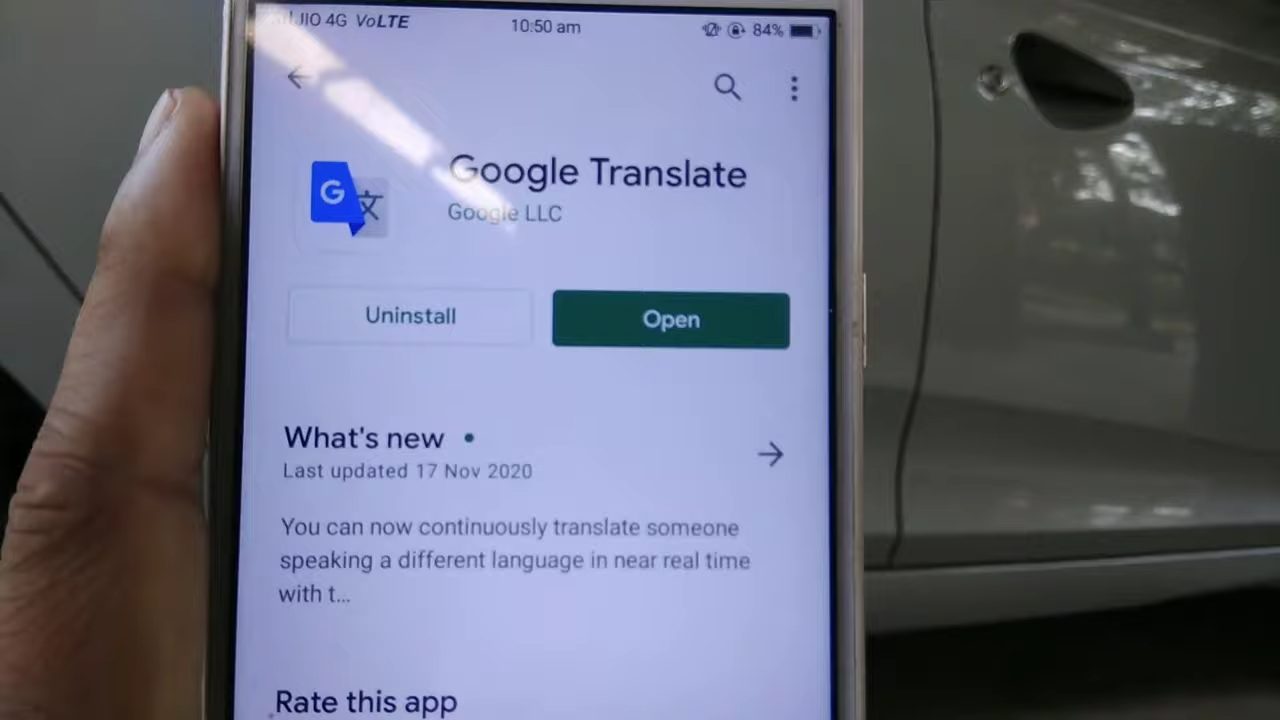 JIO 4G VoLTE 10:50 am 84%
Google Translate
G 文
Google LLC
Uninstall Open
What's new
Last updated 17 Nov 2020
You can now continuously translate someone
speaking a different language in near real time
with t...
Rate this app